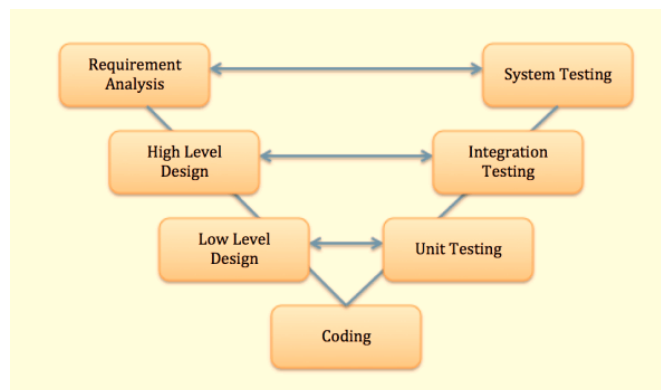 Requirement
Analysis
System Testing
High Level
Design
Integration
Testing
Low Level
Design
Unit Testing
Coding